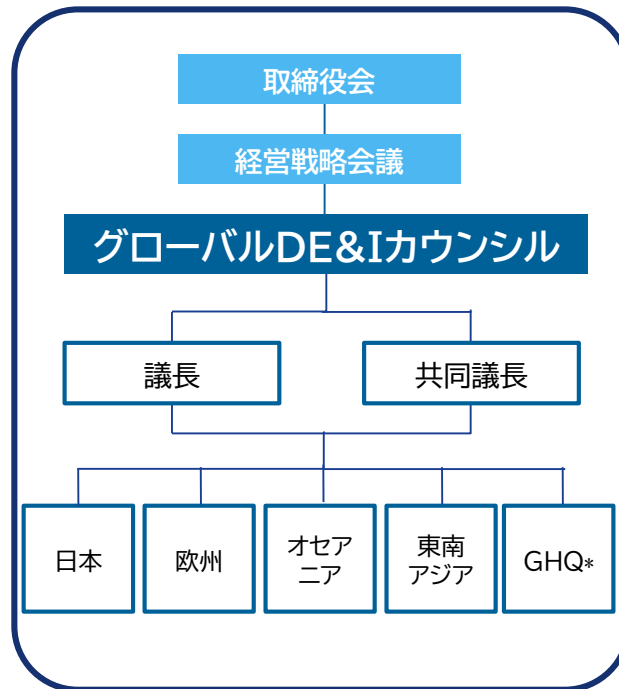 取締役会
経営戦略会議
グローバルDE&Iカウンシル
議長
共同議長
日本
欧州
オセア
ニア
東南
アジア
GHQ*